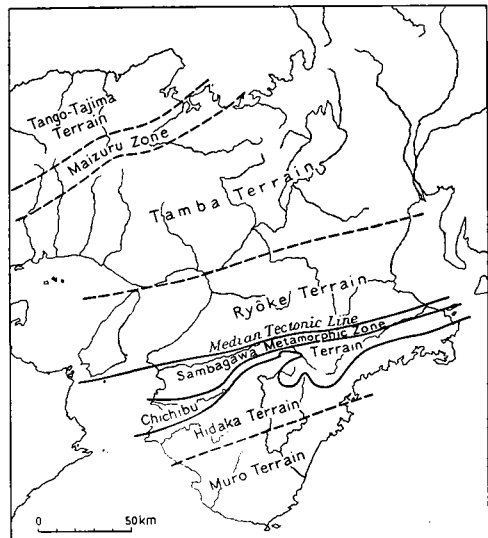 Tango-Tajima
Terrain
Maizuru Zone
Tamba Terrain
Ryōke Terrain
Median Tectonic Line
Sambagawa Metamorphic Zone
Chichibu Terrain
Hidaka Terrain
Muro Terrain
0 50km